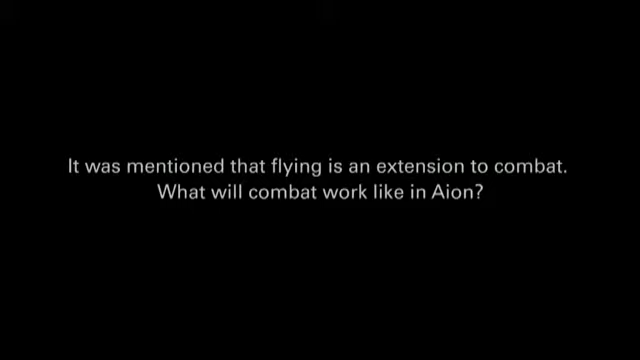 It was mentioned that flying is an extension to combat.
What will combat work like in Aion?